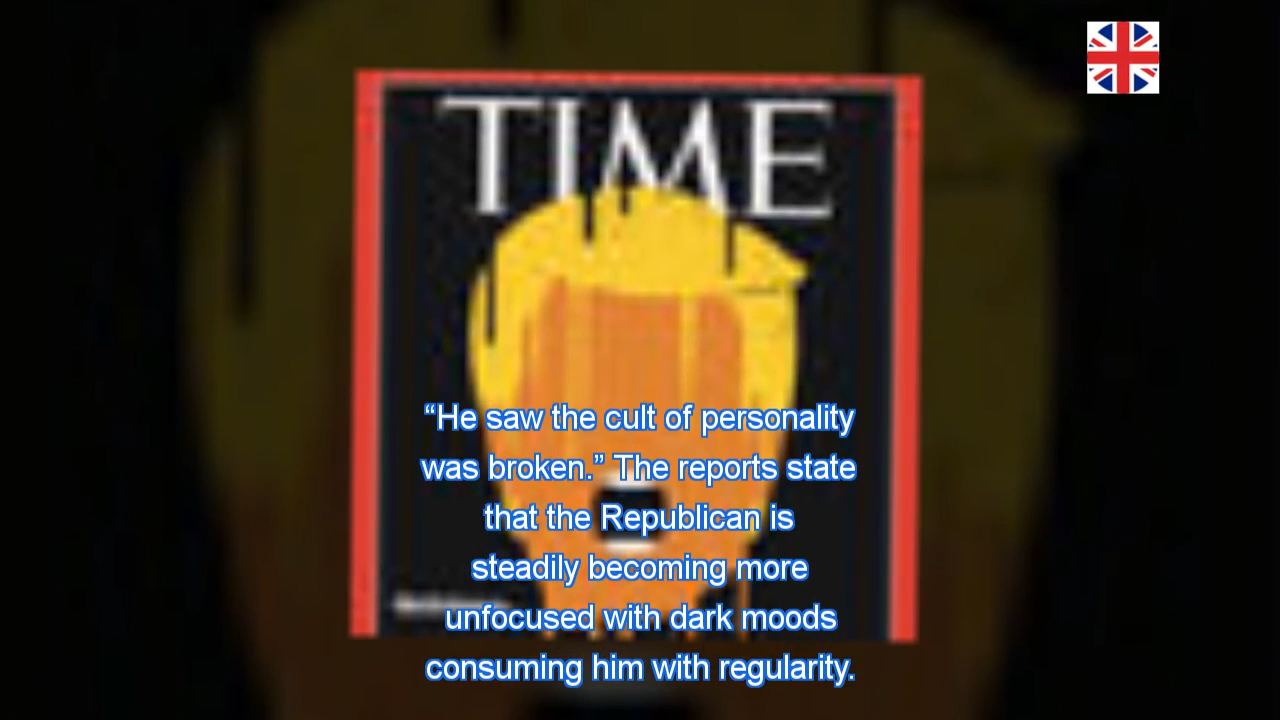 TIME
“He saw the cult of personality
was broken.” The reports state
that the Republican is
steadily becoming more
unfocused with dark moods
consuming him with regularity.